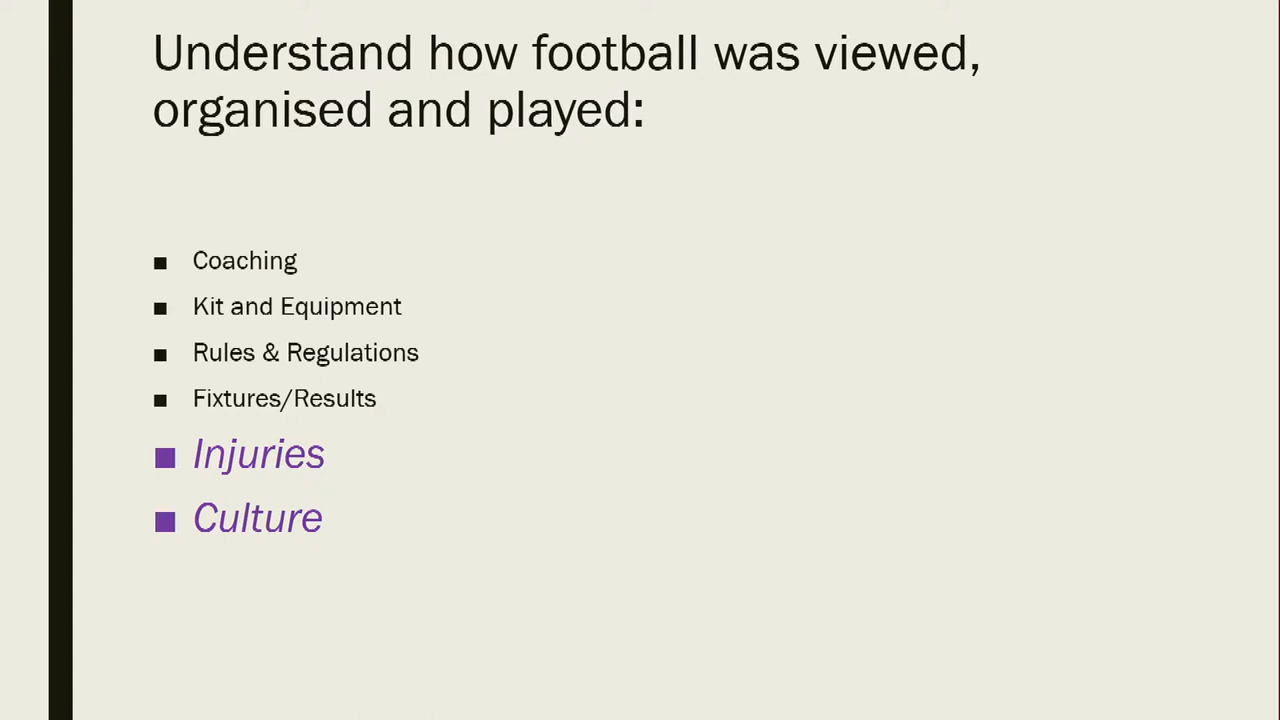 Understand how football was viewed,
organised and played:
Coaching
Kit and Equipment
Rules & Regulations
Fixtures/Results
Injuries
Culture